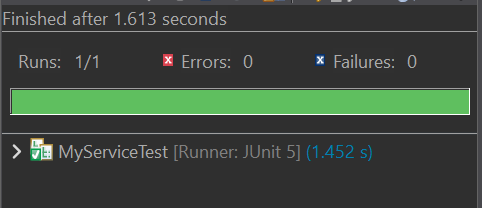 Finished after 1.613 seconds
Runs: 1/1 Errors: 0 Failures: 0
MyServiceTest [Runner: JUnit 5] (1.452 s)